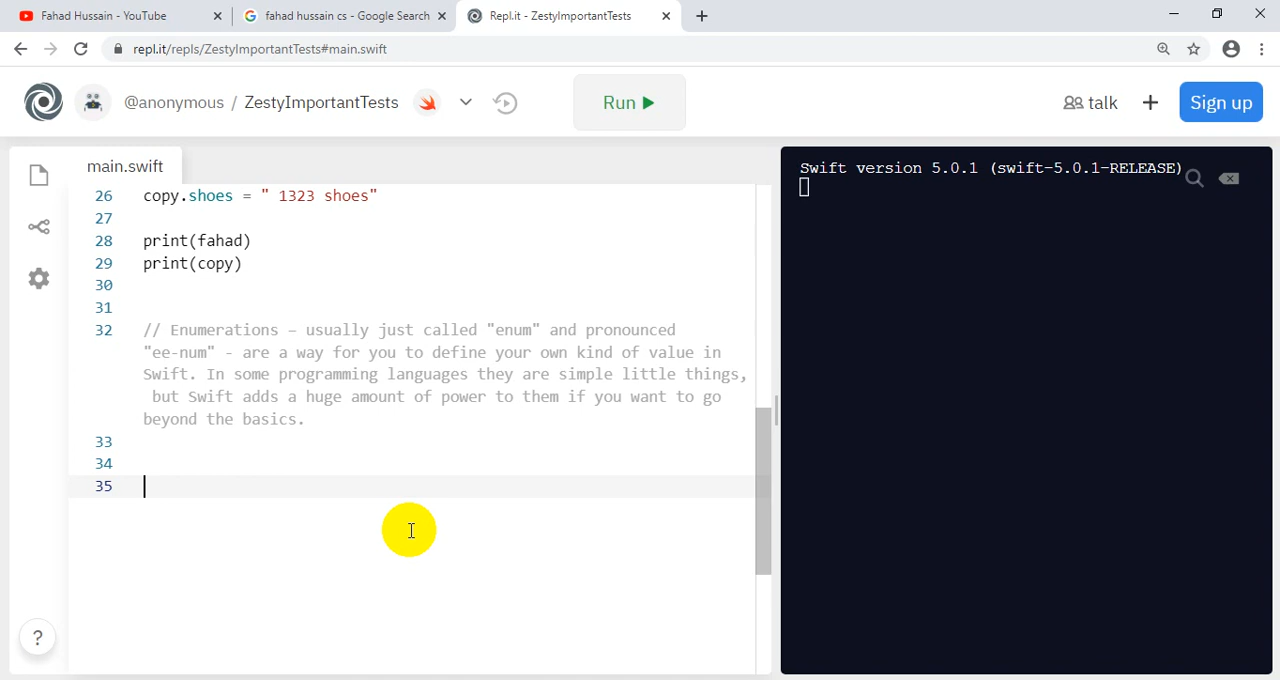 Fahad Hussain - YouTube
fahad hussain cs - Google Search
Repl.it - ZestyImportantTests
repl.it/repls/ZestyImportantTests#main.swift
@anonymous / ZestyImportantTests
Run
talk
Sign up
main.swift
26 copy.shoes = " 1323 shoes"
27
28 print(fahad)
29 print(copy)
30
31
32 // Enumerations – usually just called "enum" and pronounced
"ee-num" - are a way for you to define your own kind of value in
Swift. In some programming languages they are simple little things,
but Swift adds a huge amount of power to them if you want to go
beyond the basics.
33
34
35
?
Swift version 5.0.1 (swift-5.0.1-RELEASE)